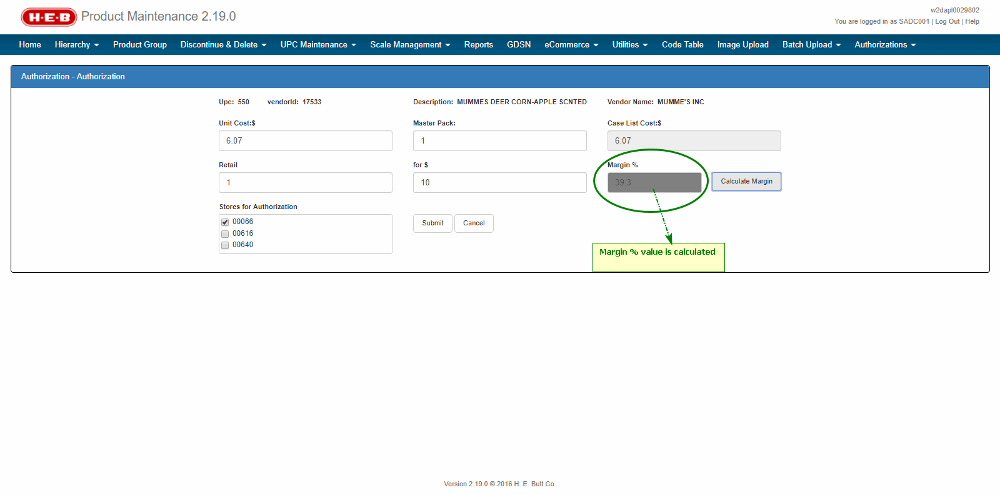 H-E-B Product Maintenance 2.19.0
w2dapl0029802
You are logged in as SADC001 | Log Out | Help
Home Hierarchy Product Group Discontinue & Delete UPC Maintenance Scale Management Reports GDSN eCommerce Utilities Code Table Image Upload Batch Upload Authorizations
Authorization - Authorization
Upc: 550 vendorId: 17533 Description: MUMMES DEER CORN-APPLE SCNTED Vendor Name: MUMME'S INC
Unit Cost:$ Master Pack: Case List Cost:$
6.07 1 6.07
Retail for $ Margin %
1 10 39.3 Calculate Margin
Stores for Authorization
00066 Submit Cancel
00616
00640
Margin % value is calculated
Version 2.19.0 © 2016 H. E. Butt Co.